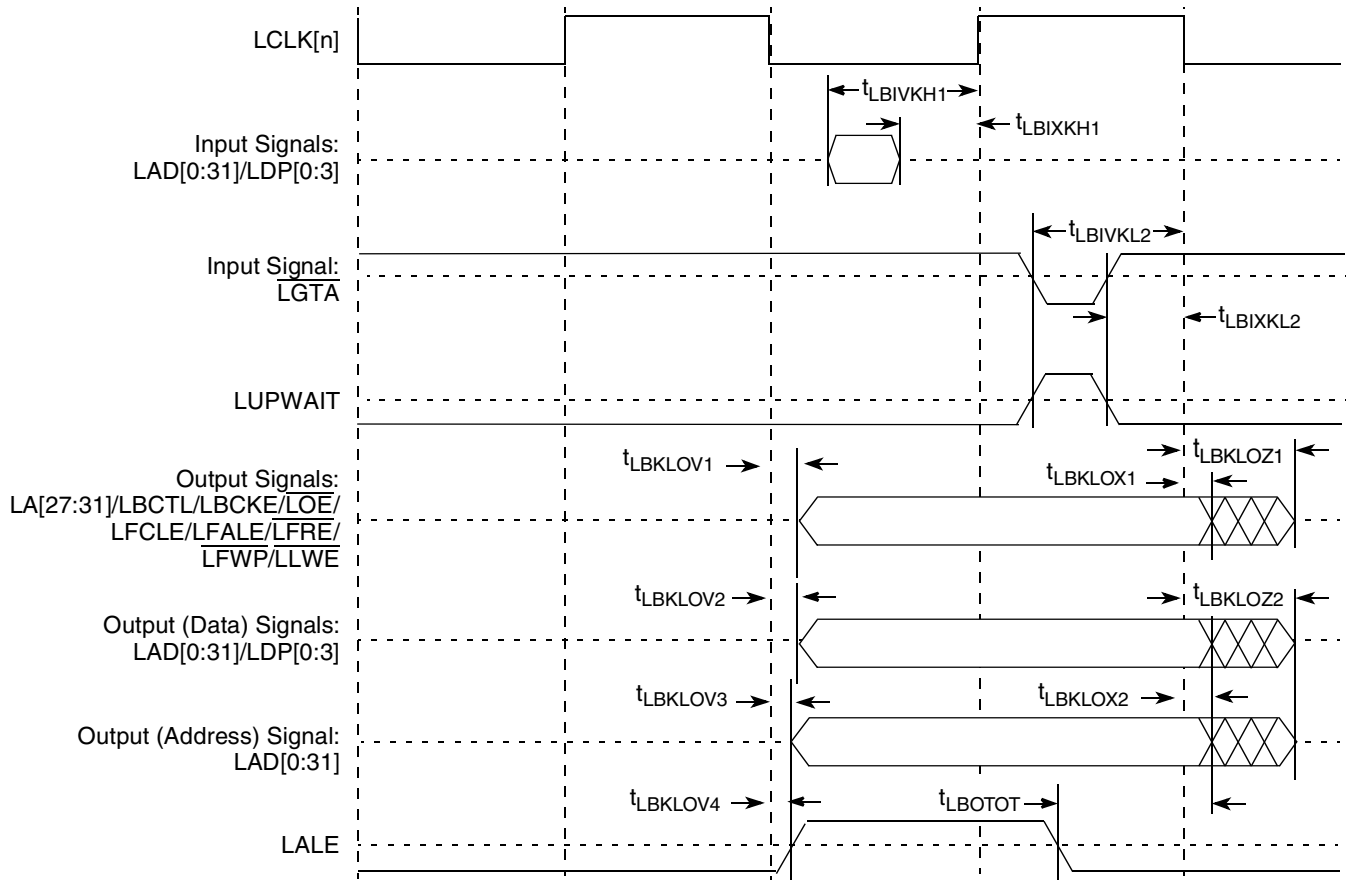 LCLK[n]
tLBIVKH1
tLBIXKH1
Input Signals:
LAD[0:31]/LDP[0:3]
tLBIVKL2
Input Signal:
LGTA
tLBIXKL2
LUPWAIT
tLBKLOV1
tLBKLOZ1
tLBKLOX1
Output Signals:
LA[27:31]/LBCTL/LBCKE/LOE/
LFCLE/LFALE/LFRE/
LFWP/LLWE
tLBKLOV2
tLBKLOZ2
Output (Data) Signals:
LAD[0:31]/LDP[0:3]
tLBKLOV3
tLBKLOX2
Output (Address) Signal:
LAD[0:31]
tLBKLOV4
tLBOTOT
LALE